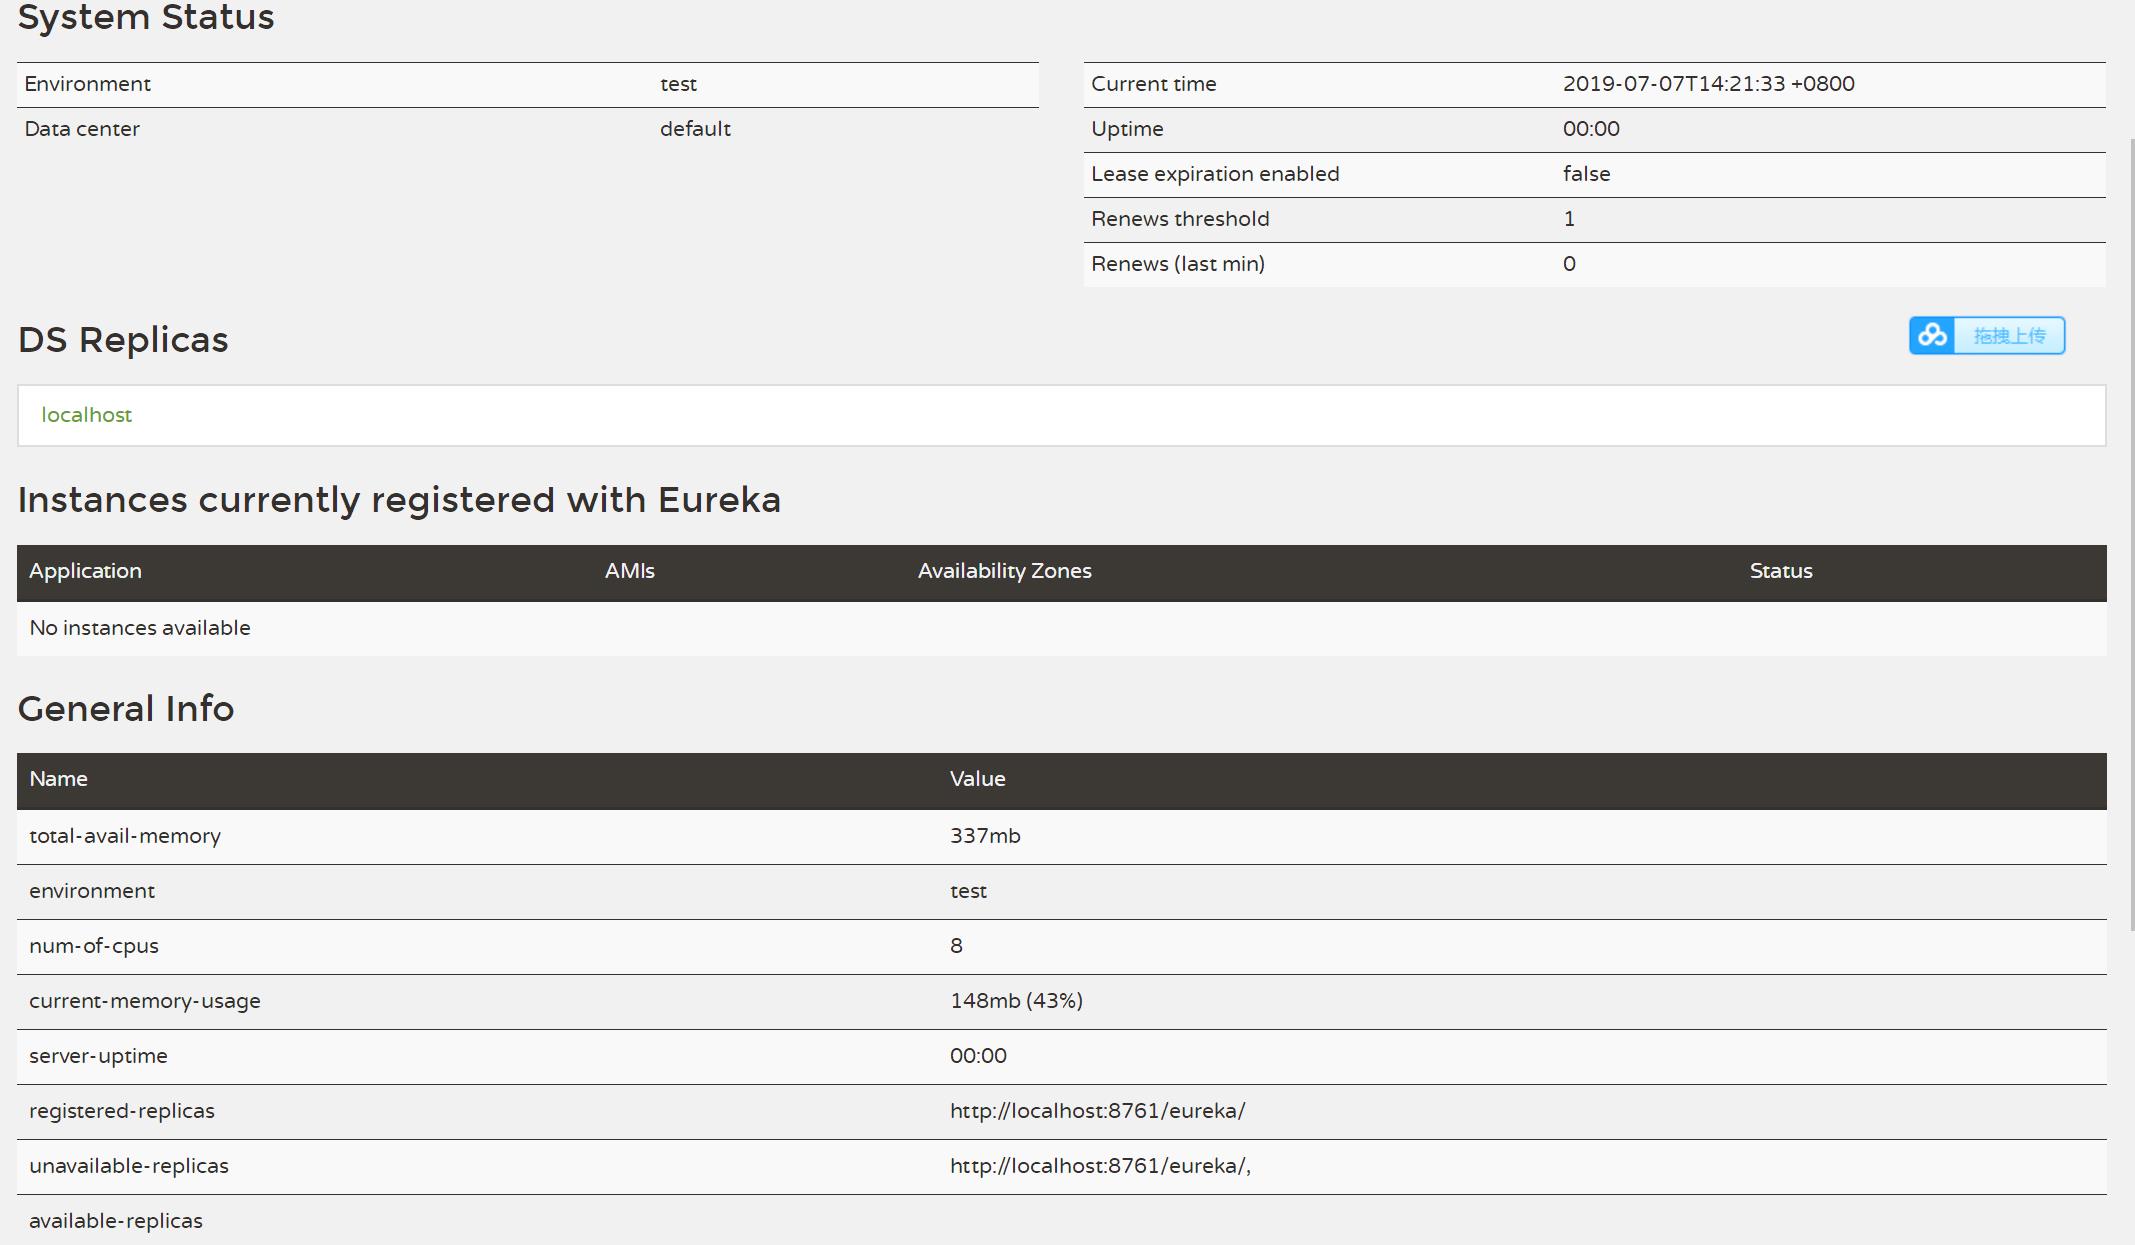 System Status
Environment test
Data center default
Current time 2019-07-07T14:21:33 +0800
Uptime 00:00
Lease expiration enabled false
Renews threshold 1
Renews (last min) 0
DS Replicas
拖拽上传
localhost
Instances currently registered with Eureka
Application AMIs Availability Zones Status
No instances available
General Info
Name Value
total-avail-memory 337mb
environment test
num-of-cpus 8
current-memory-usage 148mb (43%)
server-uptime 00:00
registered-replicas http://localhost:8761/eureka/
unavailable-replicas http://localhost:8761/eureka/,
available-replicas